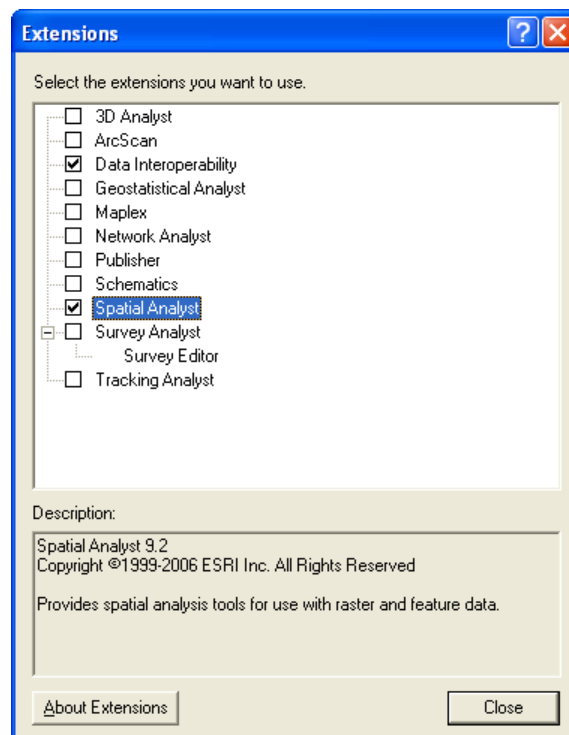 Extensions
Select the extensions you want to use.
3D Analyst
ArcScan
Data Interoperability
Geostatistical Analyst
Maplex
Network Analyst
Publisher
Schematics
Spatial Analyst
Survey Analyst
Survey Editor
Tracking Analyst
Description:
Spatial Analyst 9.2
Copyright ©1999-2006 ESRI Inc. All Rights Reserved
Provides spatial analysis tools for use with raster and feature data.
About Extensions
Close